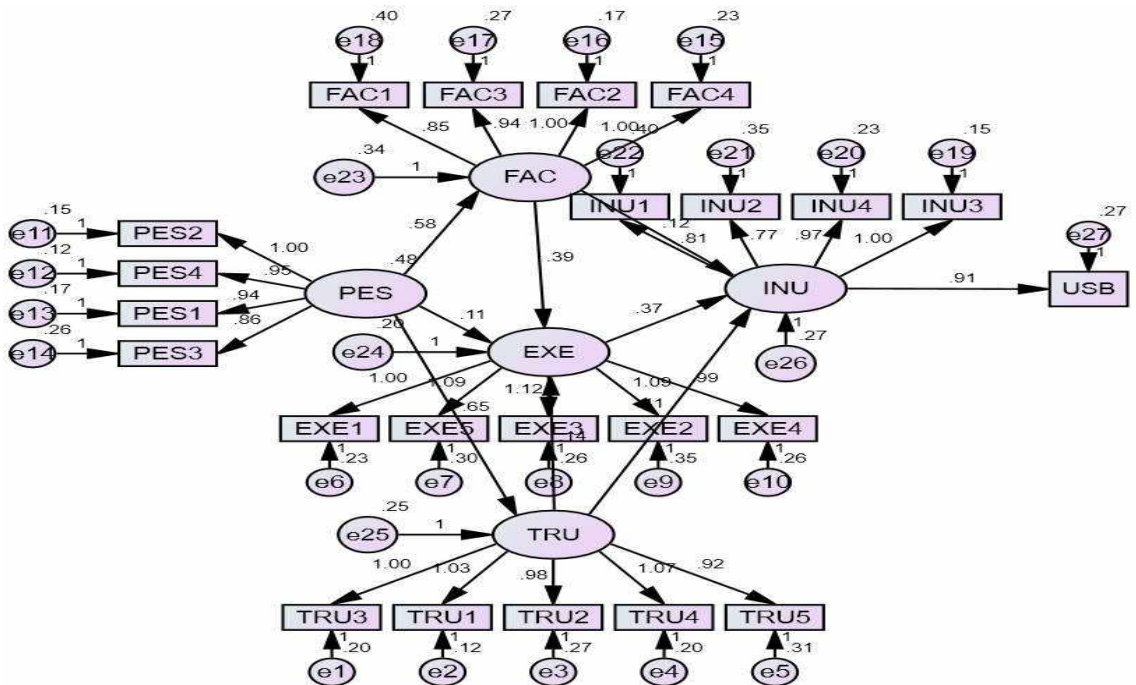 .40 .27 .17 .23
e18 e17 e16 e15
1 1 1 1
FAC1 FAC3 FAC2 FAC4
.85 .94 1.00 1.00 .40 .35 .23 .15
e22 e21 e20 e19
1 1 1 1
.34
e23 1 FAC
INU1 INU2 INU4 INU3
.12 .81 .77 .97 1.00
.27
e27
1
.15
e11 1 PES2
1.00
.58
.12
e12 1 PES4
.95
.48
.39
.17
e13 1 PES1
.94
PES
INU
.91
USB
.26
e14 1 PES3
.86
.20
.11
.37
1
.27
e24 1 EXE
e26
1.00 1.09 1.12 1.09 .99
.65 .11
EXE1 EXE5 EXE3 EXE2 EXE4
.14
1 1 1 1 1
.23 .30 .26 .35 .26
e6 e7 e8 e9 e10
.25
e25 1 TRU
1.00 1.03 .98 1.07 .92
TRU3 TRU1 TRU2 TRU4 TRU5
1 1 1 1 1
.20 .12 .27 .20 .31
e1 e2 e3 e4 e5